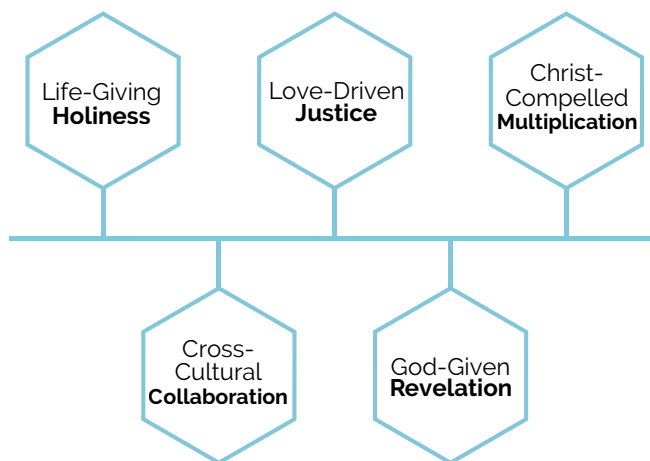 Life-Giving
Holiness
Love-Driven
Justice
Christ-
Compelled
Multiplication
Cross-
Cultural
Collaboration
God-Given
Revelation